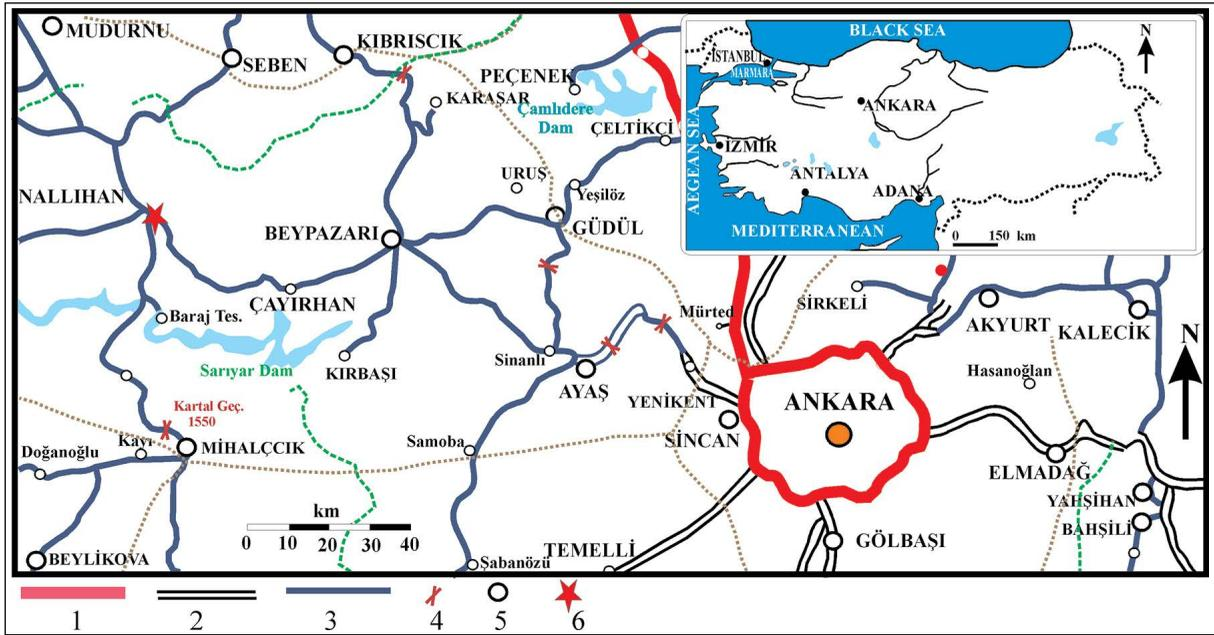 MUDURNU
SEBEN
KIBRISCIK
PEÇENEK
KARAŞAR
Çamlıdere
Dam
ÇELTİKÇİ
BLACK SEA
İSTANBUL
MARMARA
ANKARA
AEGEAN SEA
İZMİR
ANTALYA
ADANA
MEDITERRANEAN
0 150 km
N
NALLIHAN
URUŞ
Yeşilöz
BEYPAZARI
GÜDÜL
ÇAYIRHAN
Baraj Tes.
Sarıyar Dam
KIRBAŞI
Sinanlı
AYAŞ
Mürted
SİRKELİ
AKYURT
KALECİK
N
Hasanoğlan
YENİKENT
SİNCAN
ANKARA
Kartal Geç.
1550
Kayı
Doğanoğlu
MİHALÇCIK
Samoba
ELMADAĞ
YAHŞİHAN
BAHŞİLİ
km
0 10 20 30 40
BEYLİKOVA
Şabanözü
TEMELLİ
GÖLBAŞI
1 2 3 4 5 6